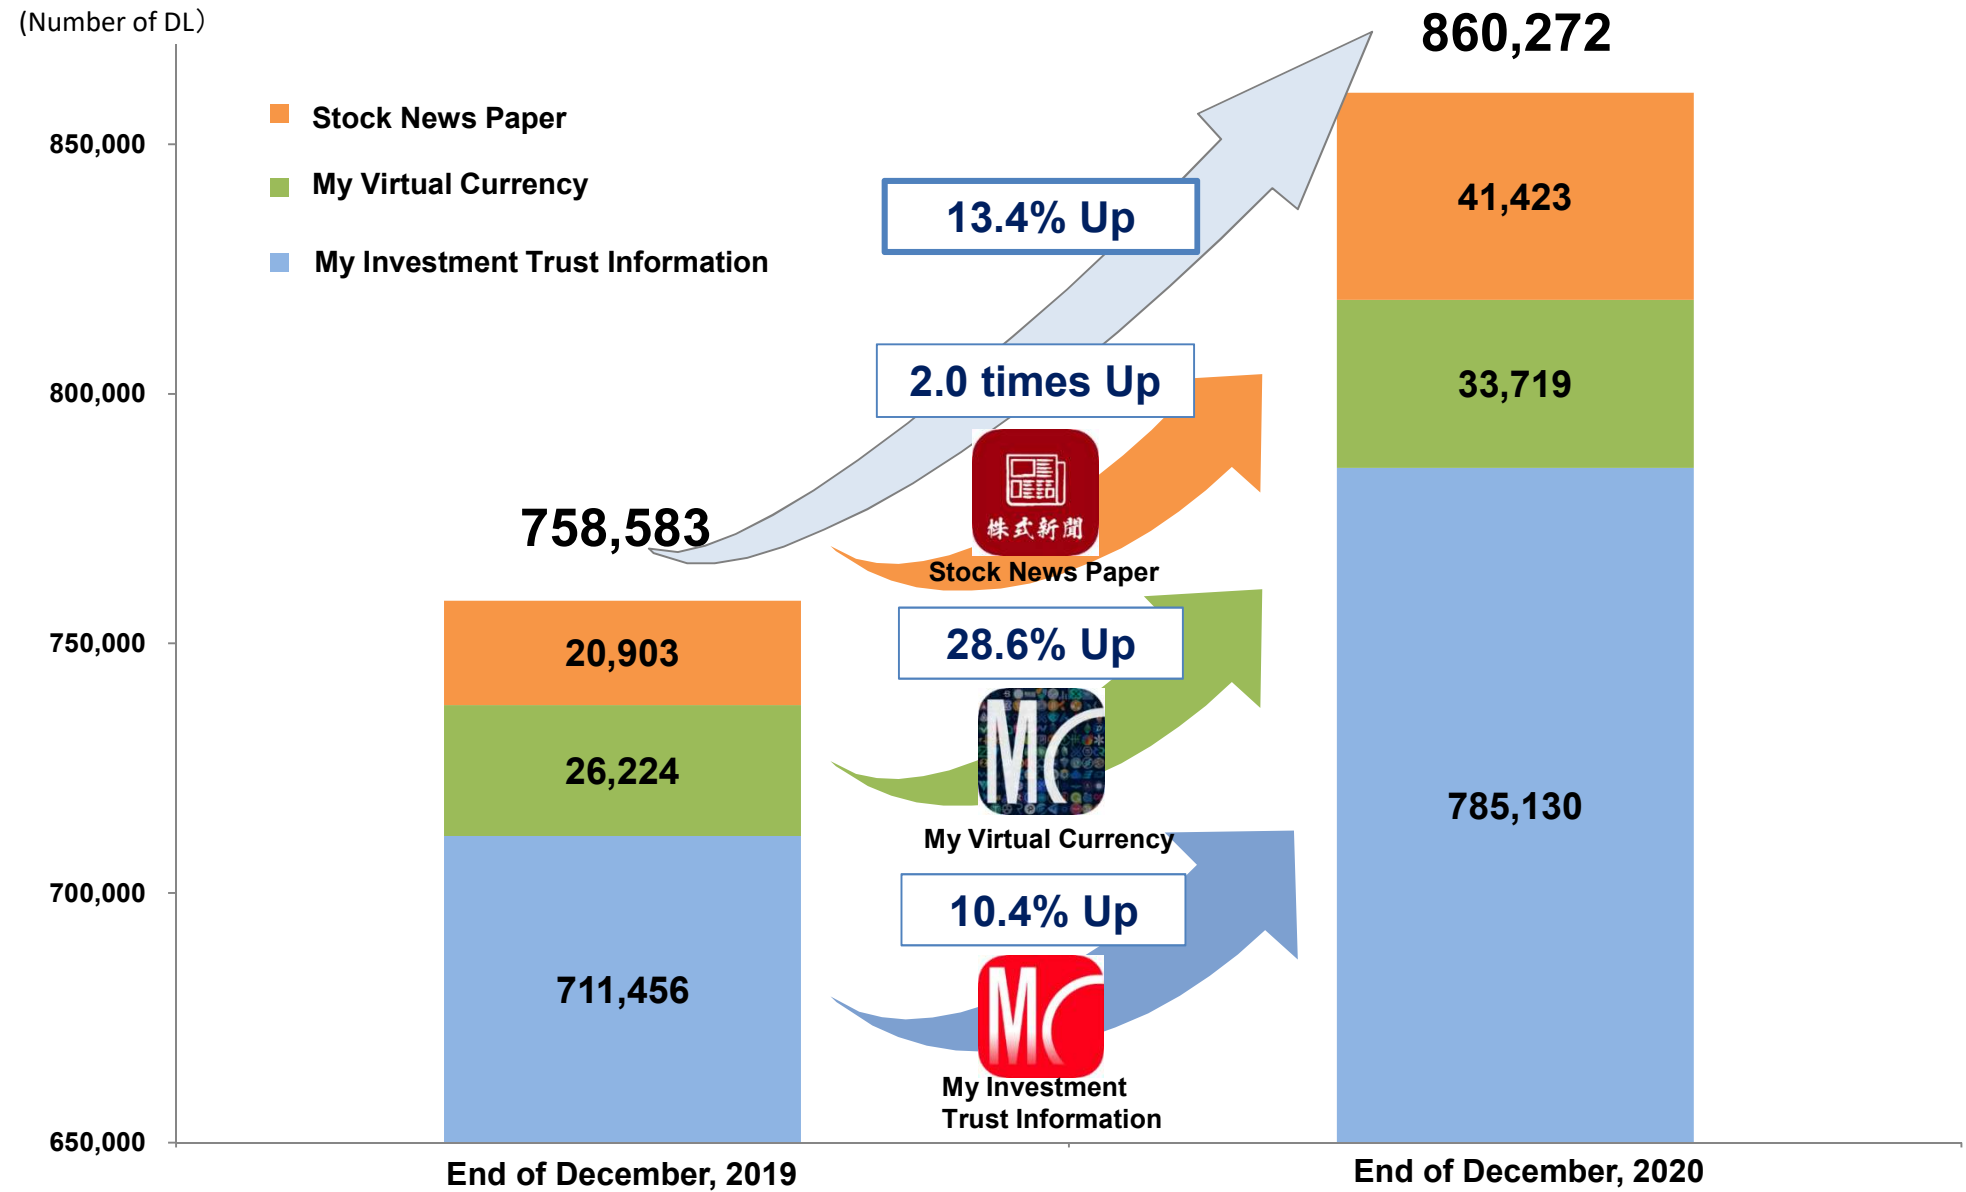 (Number of DL）
860,272
Stock News Paper
My Virtual Currency
My Investment Trust Information
850,000
800,000
750,000
700,000
650,000
13.4% Up
2.0 times Up
株式新聞
Stock News Paper
28.6% Up
MC
My Virtual Currency
10.4% Up
MC
My Investment
Trust Information
758,583
20,903
26,224
711,456
41,423
33,719
785,130
End of December, 2019
End of December, 2020